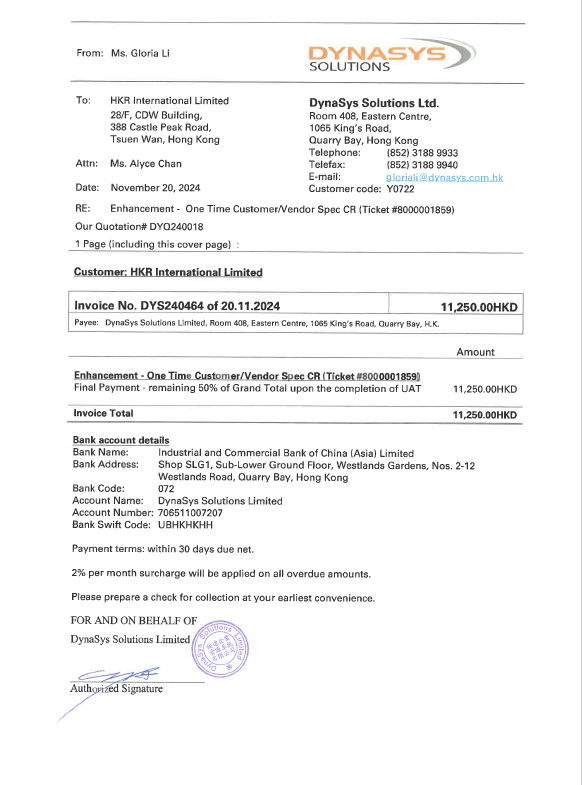 From: Ms. Gloria Li
DYNASYS
SOLUTIONS
To: HKR International Limited
28/F, CDW Building,
388 Castle Peak Road,
Tsuen Wan, Hong Kong
Attn: Ms. Alyce Chan
Date: November 20, 2024
DynaSys Solutions Ltd.
Room 408, Eastern Centre,
1065 King's Road,
Quarry Bay, Hong Kong
Telephone: (852) 3188 9933
Telefax: (852) 3188 9940
E-mail: gloriali@dynasys.com.hk
Customer code: Y0722
RE: Enhancement - One Time Customer/Vendor Spec CR (Ticket #8000001859)
Our Quotation# DYQ240018
1 Page (including this cover page) :
Customer: HKR International Limited
Invoice No. DYS240464 of 20.11.2024 11,250.00HKD
Payee: DynaSys Solutions Limited, Room 408, Eastern Centre, 1065 King's Road, Quarry Bay, H.K.
Amount
Enhancement - One Time Customer/Vendor Spec CR (Ticket #8000001859)
Final Payment - remaining 50% of Grand Total upon the completion of UAT 11,250.00HKD
Invoice Total 11,250.00HKD
Bank account details
Bank Name: Industrial and Commercial Bank of China (Asia) Limited
Bank Address: Shop SLG1, Sub-Lower Ground Floor, Westlands Gardens, Nos. 2-12
Westlands Road, Quarry Bay, Hong Kong
Bank Code: 072
Account Name: DynaSys Solutions Limited
Account Number: 706511007207
Bank Swift Code: UBHKHKHH
Payment terms: within 30 days due net.
2% per month surcharge will be applied on all overdue amounts.
Please prepare a check for collection at your earliest convenience.
FOR AND ON BEHALF OF
DynaSys Solutions Limited
DynaSys Solutions Limited
Authorized Signature